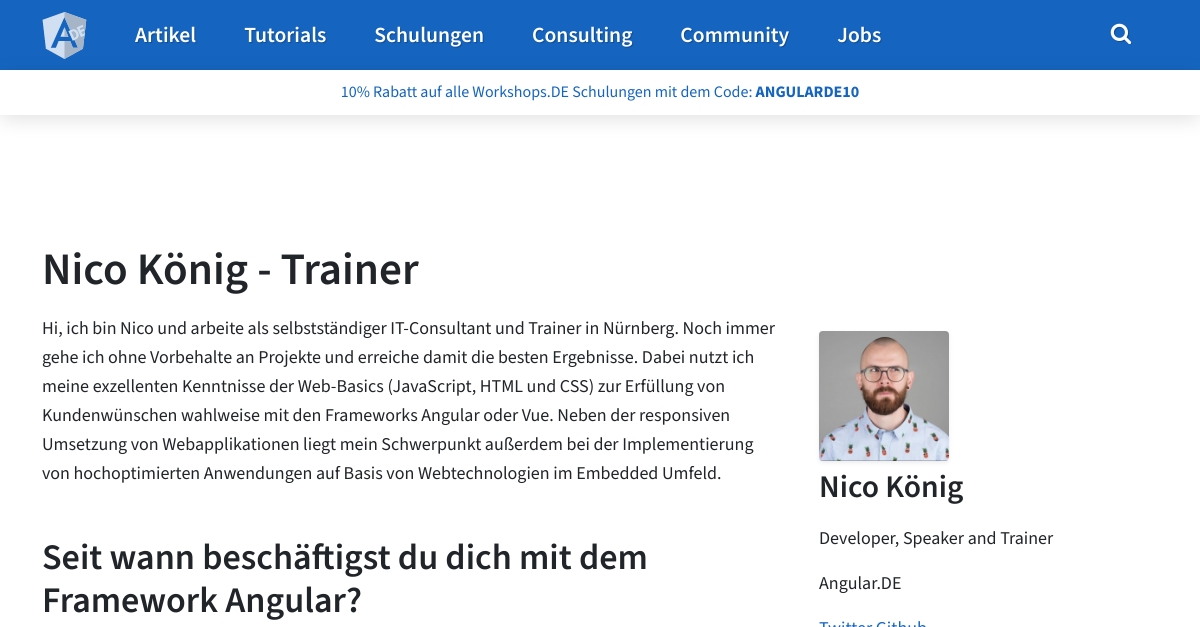 A DE
Artikel
Tutorials
Schulungen
Consulting
Community
Jobs
10% Rabatt auf alle Workshops.DE Schulungen mit dem Code: ANGULARDE10
Nico König - Trainer
Hi, ich bin Nico und arbeite als selbstständiger IT-Consultant und Trainer in Nürnberg. Noch immer
gehe ich ohne Vorbehalte an Projekte und erreiche damit die besten Ergebnisse. Dabei nutzt ich
meine exzellenten Kenntnisse der Web-Basics (JavaScript, HTML und CSS) zur Erfüllung von
Kundenwünschen wahlweise mit den Frameworks Angular oder Vue. Neben der responsiven
Umsetzung von Webapplikationen liegt mein Schwerpunkt außerdem bei der Implementierung
von hochoptimierten Anwendungen auf Basis von Webtechnologien im Embedded Umfeld.
Seit wann beschäftigst du dich mit dem
Framework Angular?
Nico König
Developer, Speaker and Trainer
Angular.DE
Twitter Github